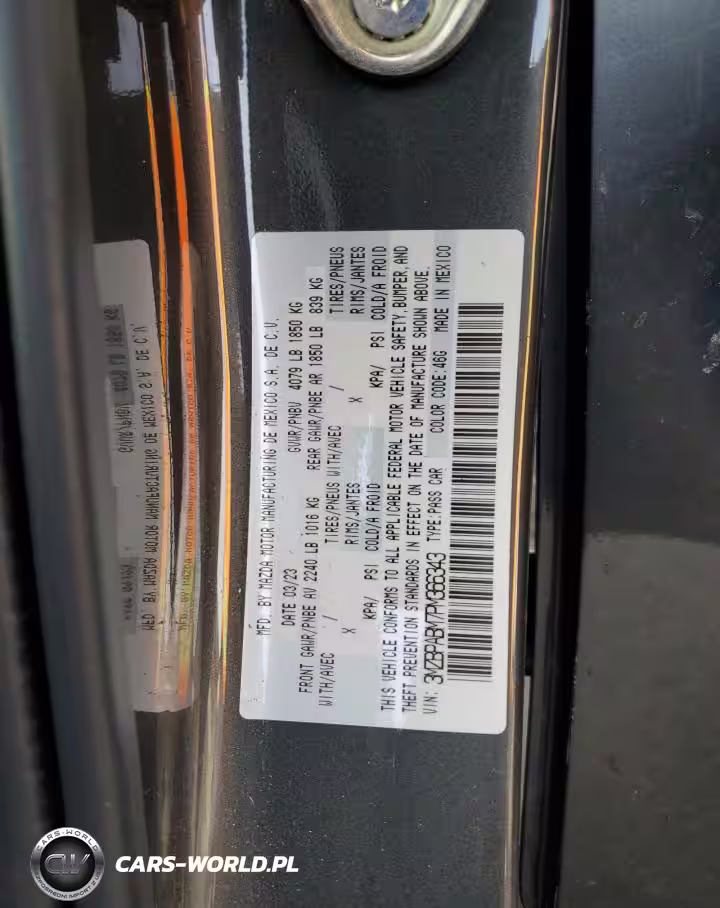 MFD. BY MAZDA MOTOR MANUFACTURING DE MEXICO S.A. DE C.V.
DATE 03/23 GVWR/PNBV 4079 LB 1850 KG
FRONT GAWR/PNBE AV 2240 LB 1016 KG REAR GAWR/PNBE AR 1850 LB 839 KG
WITH/AVEC / TIRES/PNEUS WITH/AVEC / TIRES/PNEUS
X RIMS/JANTES X RIMS/JANTES
KPA/ PSI COLD/A FROID KPA/ PSI COLD/A FROID
THIS VEHICLE CONFORMS TO ALL APPLICABLE FEDERAL MOTOR VEHICLE SAFETY, BUMPER, AND
THEFT PREVENTION STANDARDS IN EFFECT ON THE DATE OF MANUFACTURE SHOWN ABOVE.
VIN: 3MZBPABM7PM366343 TYPE:PASS CAR COLOR CODE:46G MADE IN MEXICO
CARS-WORLD
CW
CARS-WORLD.PL